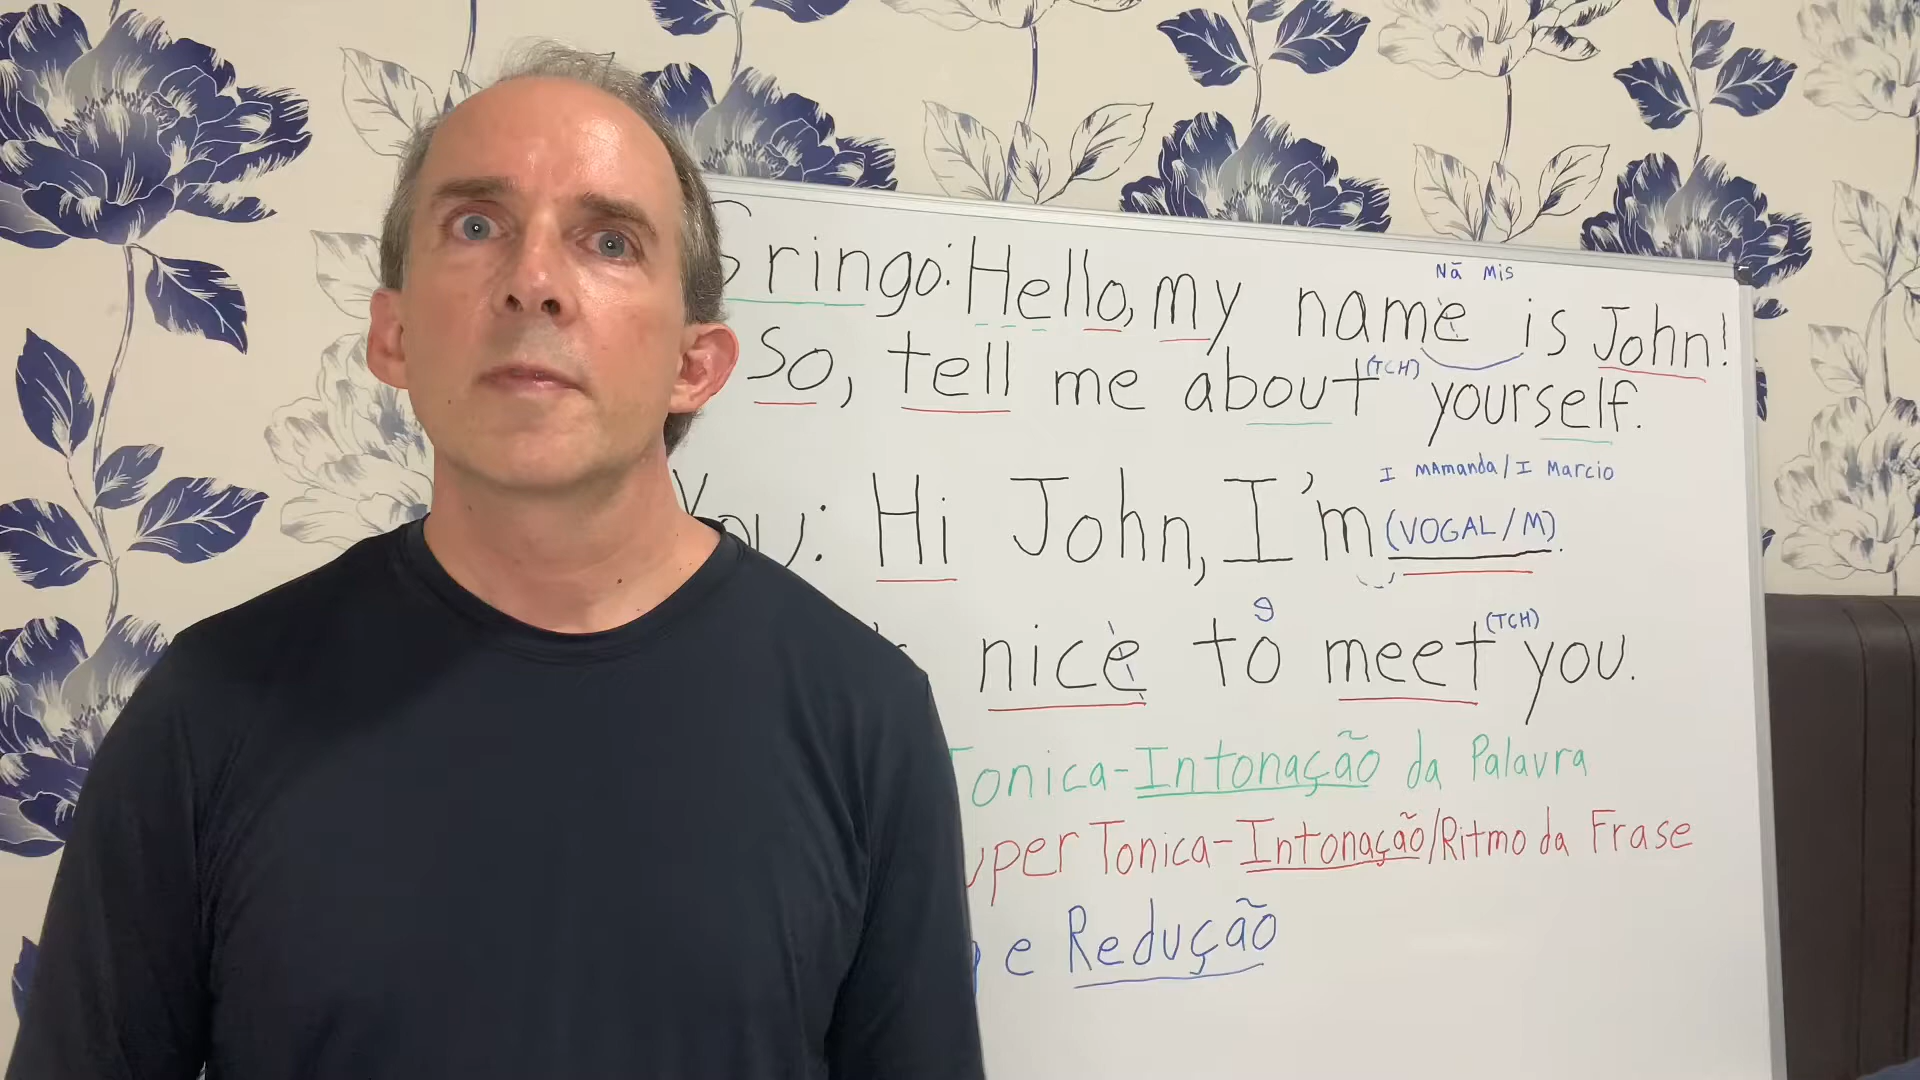 Gringo: Hello, my name is John!
Nã Mis
So, tell me about (TCH) yourself.
I MAmanda/I Marcio
You: Hi John, I'm (VOGAL/M).
nice to meet (TCH) you.
Tonica-Intonação da Palavra
Super Tonica-Intonação/Ritmo da Frase
e Redução